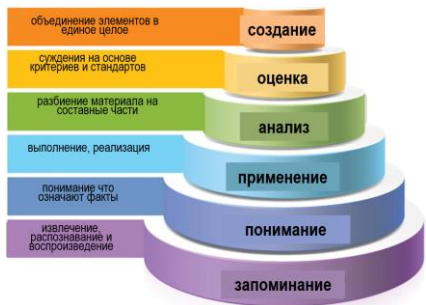 объединение элементов в
единое целое
создание
суждения на основе
критериев и стандартов
оценка
разбиение материала на
составные части
анализ
выполнение, реализация
применение
понимание что
означают факты
понимание
извлечение,
распознавание и
воспроизведение
запоминание